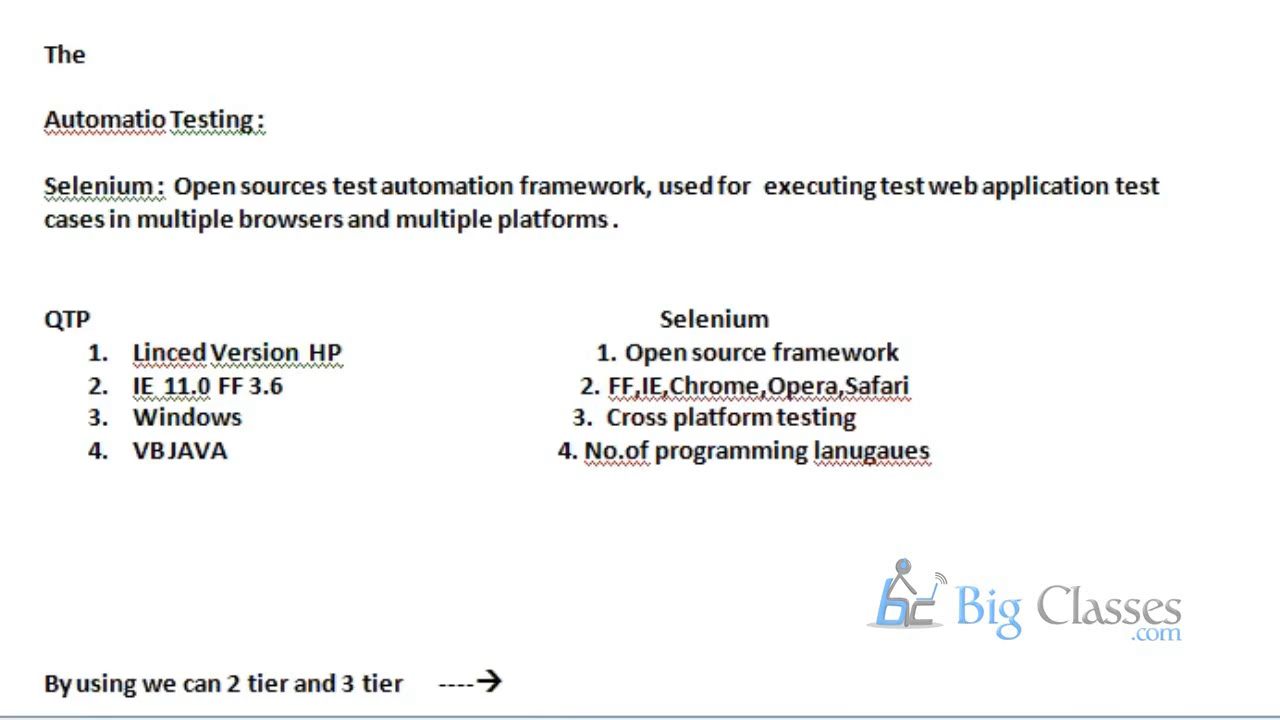 The
Automatio Testing :
Selenium : Open sources test automation framework, used for executing test web application test
cases in multiple browsers and multiple platforms .
QTP Selenium
1. Linced Version HP 1. Open source framework
2. IE 11.0 FF 3.6 2. FF,IE,Chrome,Opera,Safari
3. Windows 3. Cross platform testing
4. VB JAVA 4. No.of programming lanugaues
bc Big Classes
.com
By using we can 2 tier and 3 tier ----→